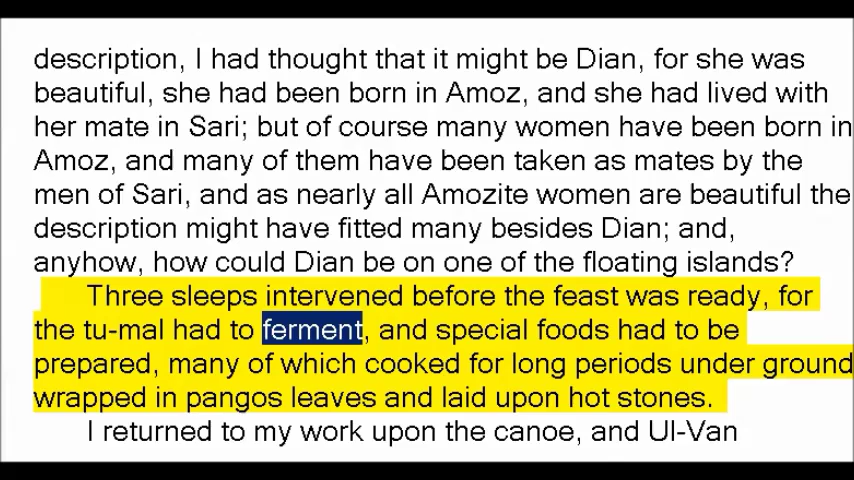 description, I had thought that it might be Dian, for she was
beautiful, she had been born in Amoz, and she had lived with
her mate in Sari; but of course many women have been born in
Amoz, and many of them have been taken as mates by the
men of Sari, and as nearly all Amozite women are beautiful the
description might have fitted many besides Dian; and,
anyhow, how could Dian be on one of the floating islands?
Three sleeps intervened before the feast was ready, for
the tu-mal had to ferment, and special foods had to be
prepared, many of which cooked for long periods under ground
wrapped in pangos leaves and laid upon hot stones.
I returned to my work upon the canoe, and Ul-Van